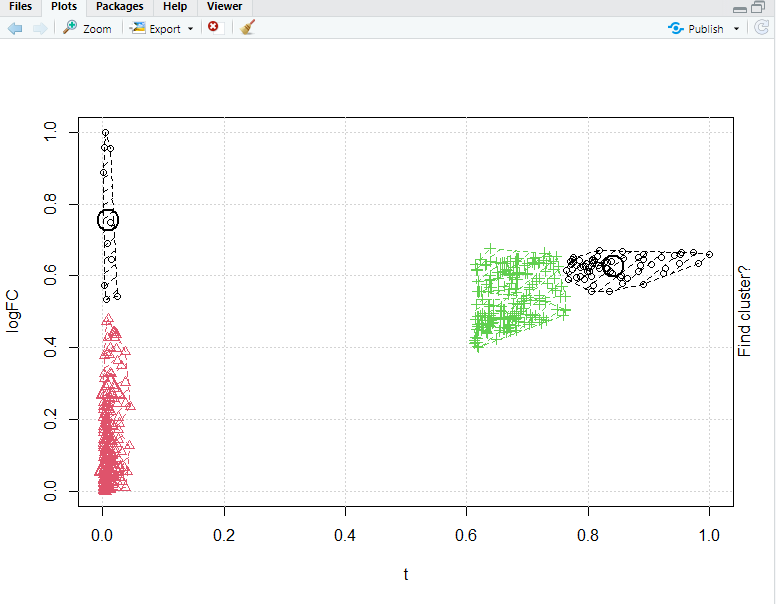 Files Plots Packages Help Viewer
Zoom Export Publish
1.0
0.8
0.6
0.4
0.2
0.0
logFC
Find cluster?
0.0 0.2 0.4 0.6 0.8 1.0
t